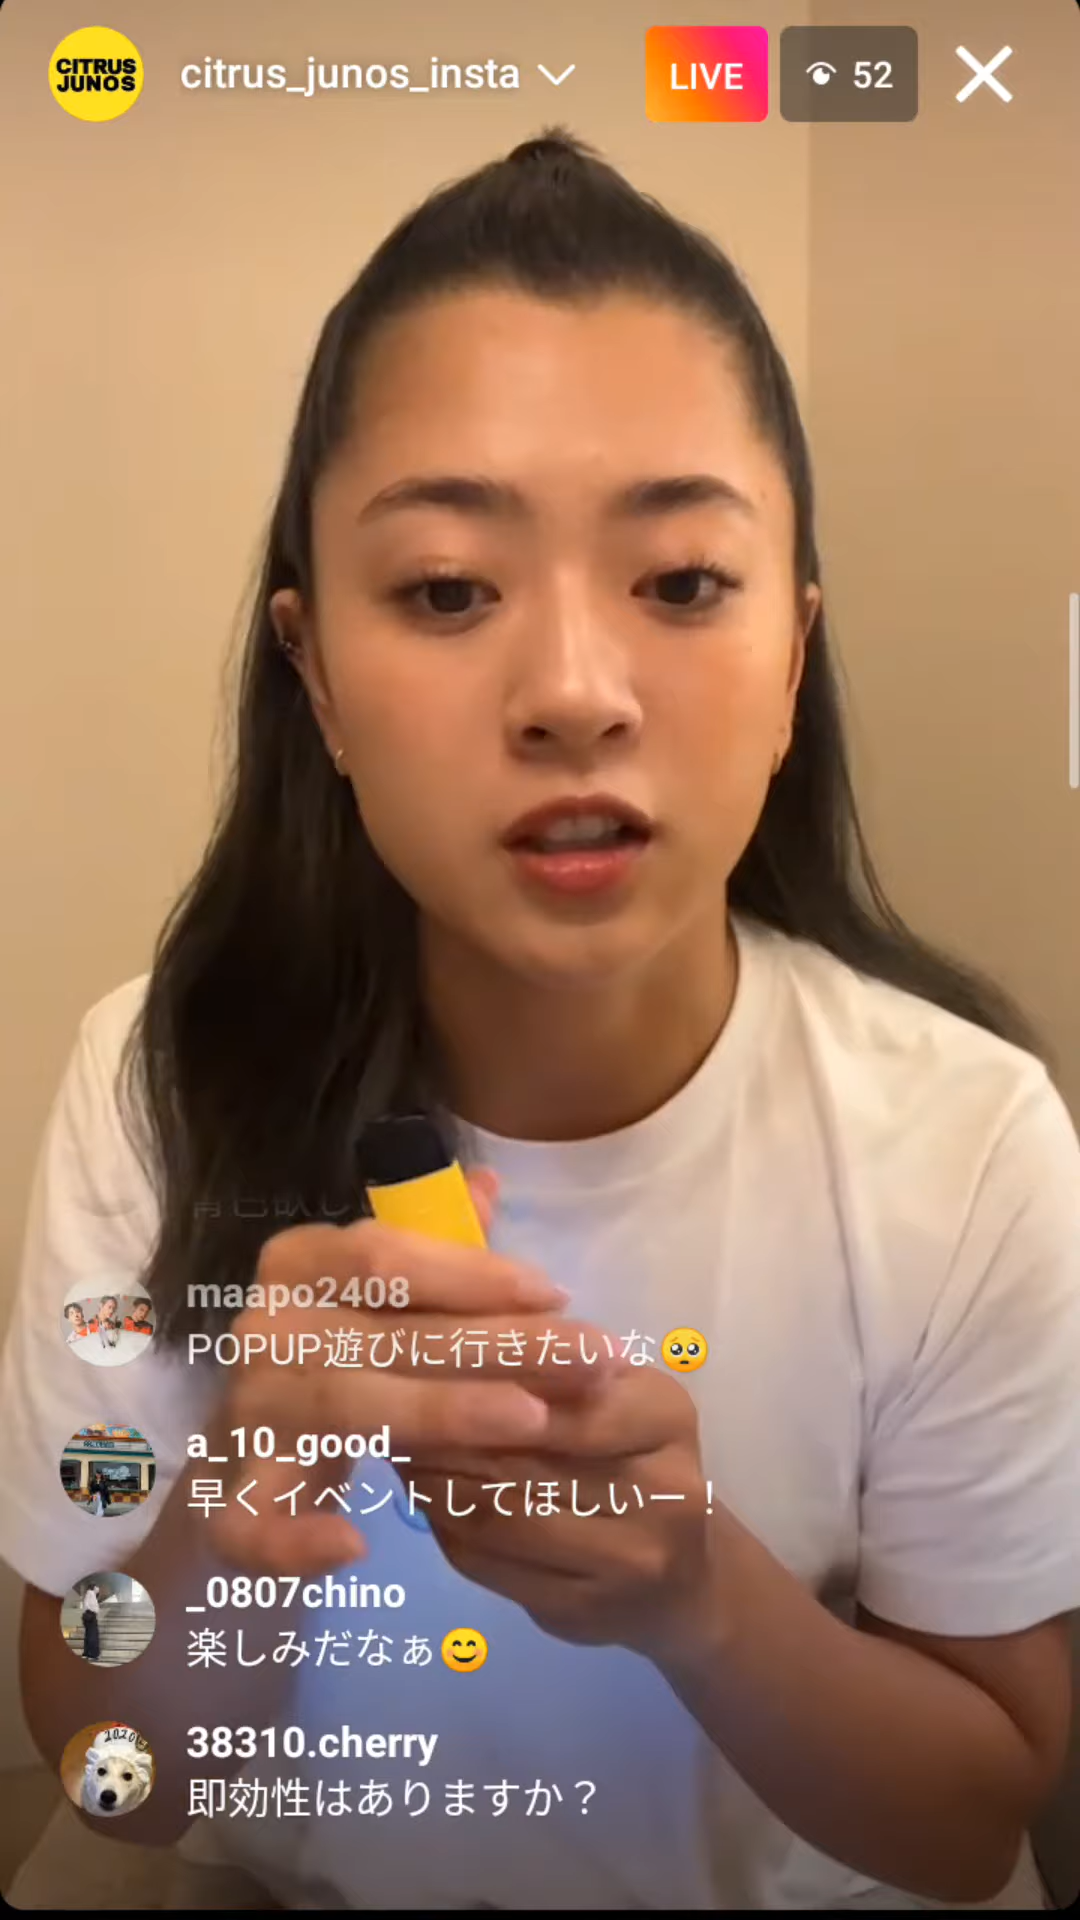 CITRUS
JUNOS
citrus_junos_insta
LIVE
52
maapo2408
POPUP遊びに行きたいな🥺
a_10_good_
早くイベントしてほしいー！
_0807chino
楽しみだなぁ😊
38310.cherry
即効性はありますか？